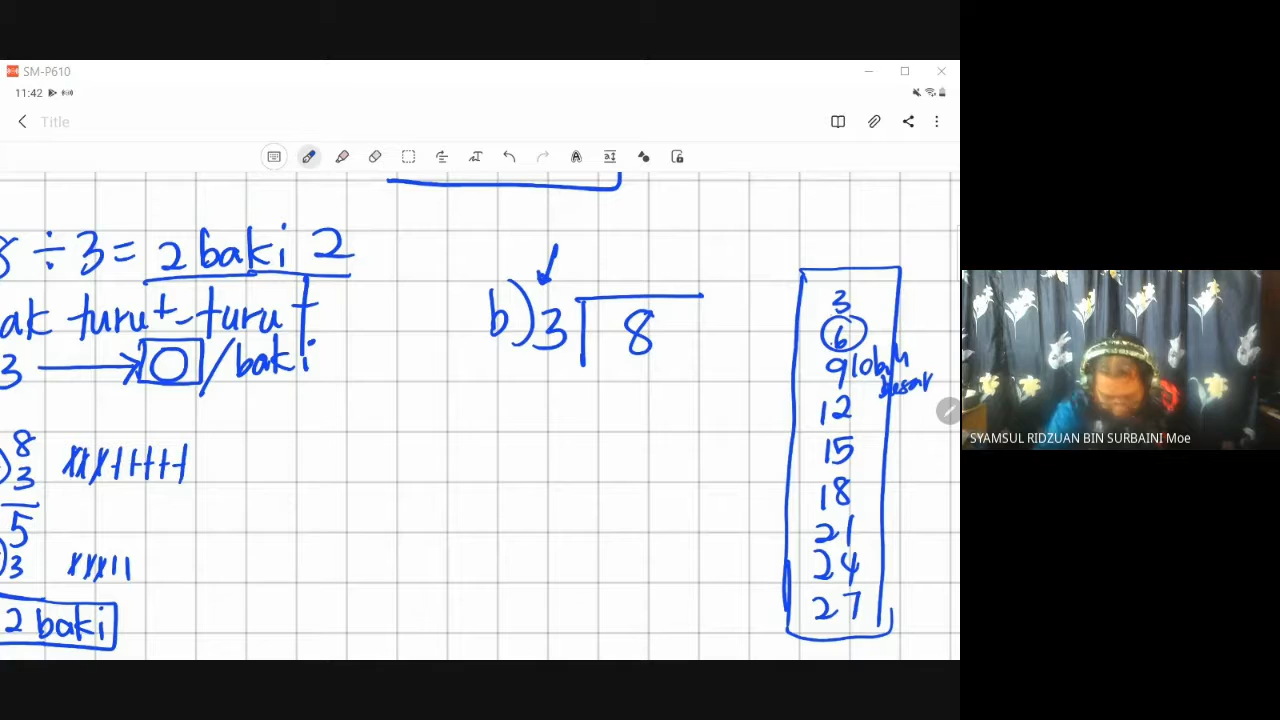 SM-P610
11:42
Title
8 ÷ 3 = 2 baki 2
ak turut-turut
3 → 0 / baki
8
3
5
3
2 baki
b) 3 8
3
6
9 lebih
besar
12
15
18
21
24
27
SYAMSUL RIDZUAN BIN SURBAINI Moe